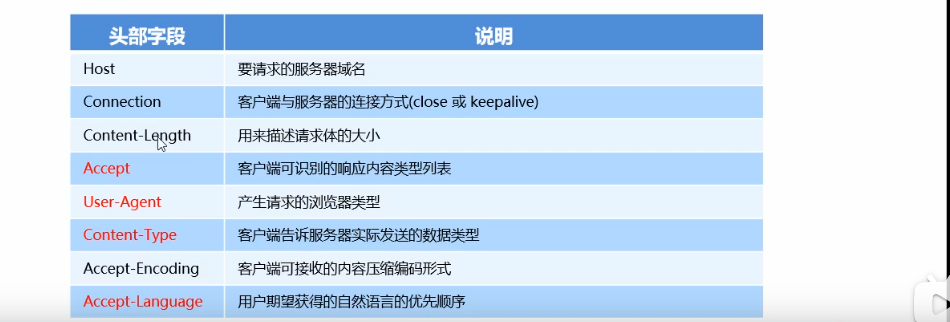 头部字段 说明
Host 要请求的服务器域名
Connection 客户端与服务器的连接方式(close 或 keepalive)
Content-Length 用来描述请求体的大小
Accept 客户端可识别的响应内容类型列表
User-Agent 产生请求的浏览器类型
Content-Type 客户端告诉服务器实际发送的数据类型
Accept-Encoding 客户端可接收的内容压缩编码形式
Accept-Language 用户期望获得的自然语言的优先顺序